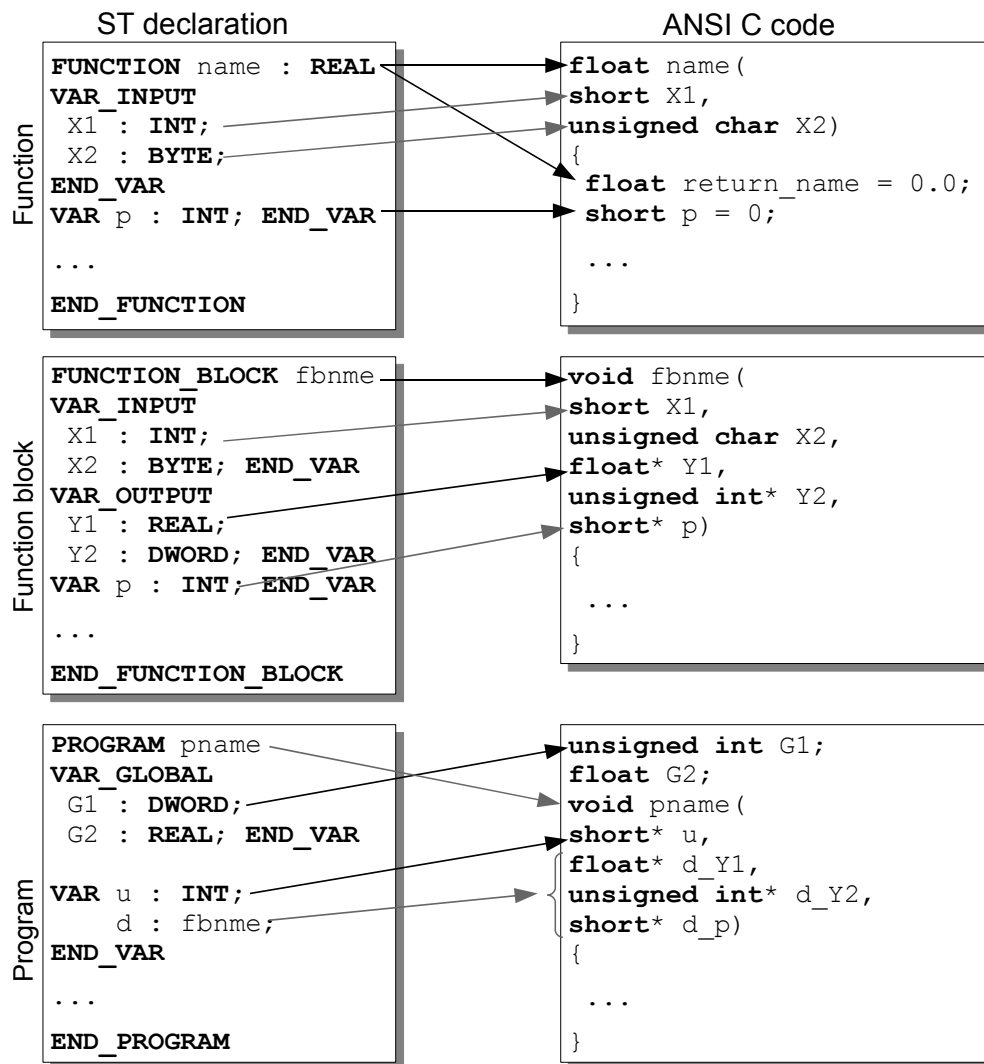 ST declaration
ANSI C code
Function
FUNCTION name : REAL
VAR_INPUT
X1 : INT;
X2 : BYTE;
END_VAR
VAR p : INT; END_VAR
...
END_FUNCTION
float name(
short X1,
unsigned char X2)
{
float return_name = 0.0;
short p = 0;
...
}
Function block
FUNCTION_BLOCK fbnme
VAR_INPUT
X1 : INT;
X2 : BYTE; END_VAR
VAR_OUTPUT
Y1 : REAL;
Y2 : DWORD; END_VAR
VAR p : INT; END_VAR
...
END_FUNCTION_BLOCK
void fbnme(
short X1,
unsigned char X2,
float* Y1,
unsigned int* Y2,
short* p)
{
...
}
Program
PROGRAM pname
VAR_GLOBAL
G1 : DWORD;
G2 : REAL; END_VAR
VAR u : INT;
d : fbnme;
END_VAR
...
END_PROGRAM
unsigned int G1;
float G2;
void pname(
short* u,
float* d_Y1,
unsigned int* d_Y2,
short* d_p)
{
...
}